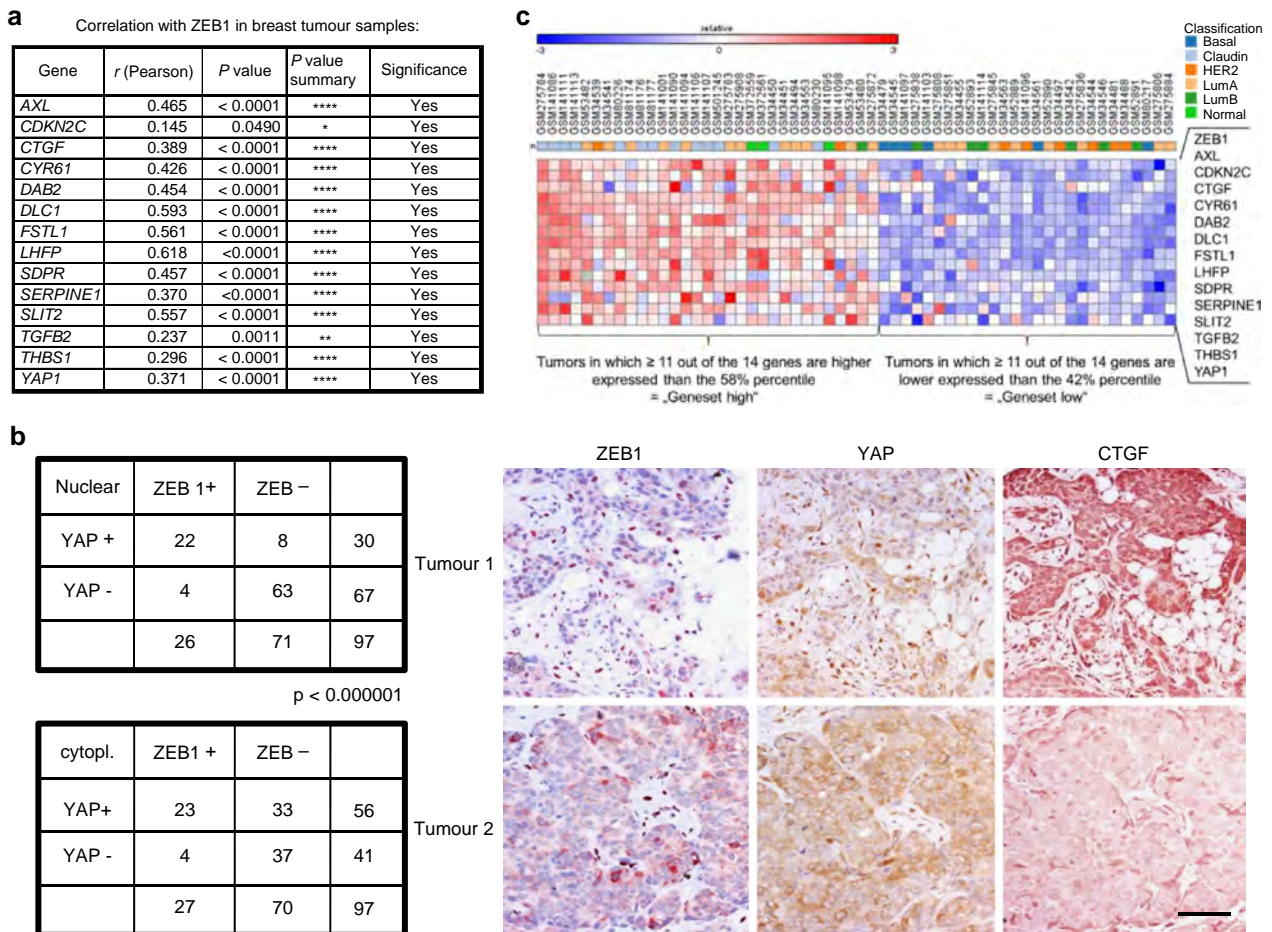 a
Correlation with ZEB1 in breast tumour samples:
Gene r (Pearson) P value P value summary Significance
AXL 0.465 < 0.0001 **** Yes
CDKN2C 0.145 0.0490 * Yes
CTGF 0.389 < 0.0001 **** Yes
CYR61 0.426 < 0.0001 **** Yes
DAB2 0.454 < 0.0001 **** Yes
DLC1 0.593 < 0.0001 **** Yes
FSTL1 0.561 < 0.0001 **** Yes
LHFP 0.618 <0.0001 **** Yes
SDPR 0.457 < 0.0001 **** Yes
SERPINE1 0.370 <0.0001 **** Yes
SLIT2 0.557 < 0.0001 **** Yes
TGFB2 0.237 0.0011 ** Yes
THBS1 0.296 < 0.0001 **** Yes
YAP1 0.371 < 0.0001 **** Yes
c
relative
-3 0 3
Classification
Basal
Claudin
HER2
LumA
LumB
Normal
ZEB1
AXL
CDKN2C
CTGF
CYR61
DAB2
DLC1
FSTL1
LHFP
SDPR
SERPINE1
SLIT2
TGFB2
THBS1
YAP1
Tumors in which ≥ 11 out of the 14 genes are higher
expressed than the 58% percentile
= „Geneset high"
Tumors in which ≥ 11 out of the 14 genes are
lower expressed than the 42% percentile
= „Geneset low"
b
Nuclear ZEB 1+ ZEB –
YAP + 22 8 30
YAP - 4 63 67
26 71 97
p < 0.000001
cytopl. ZEB1 + ZEB –
YAP+ 23 33 56
YAP - 4 37 41
27 70 97
ZEB1 YAP CTGF
Tumour 1
Tumour 2